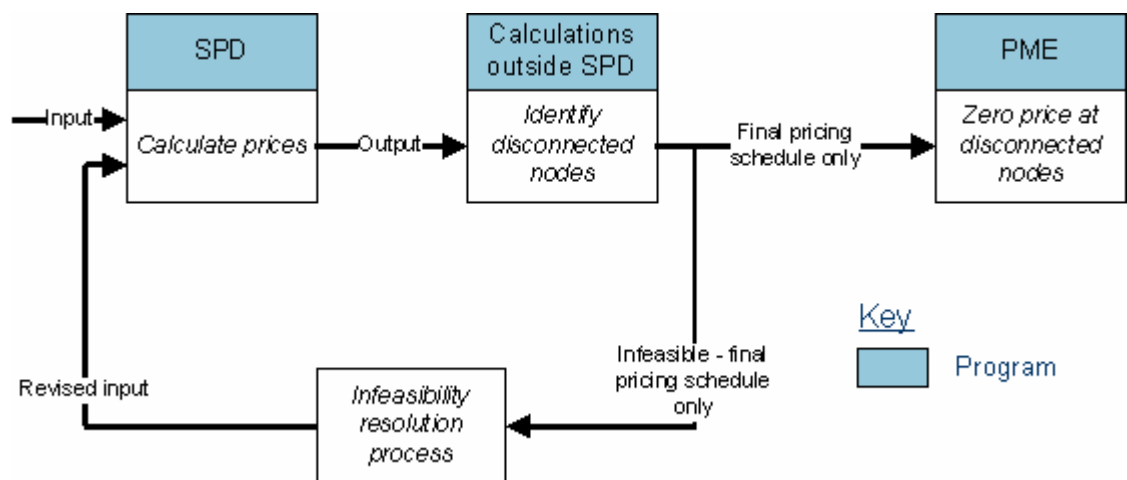 SPD
Calculate prices
Calculations
outside SPD
Identify
disconnected
nodes
PME
Zero price at
disconnected
nodes
Input
Output
Final pricing
schedule only
Infeasible - final
pricing schedule
only
Infeasibility
resolution
process
Revised input
Key
Program